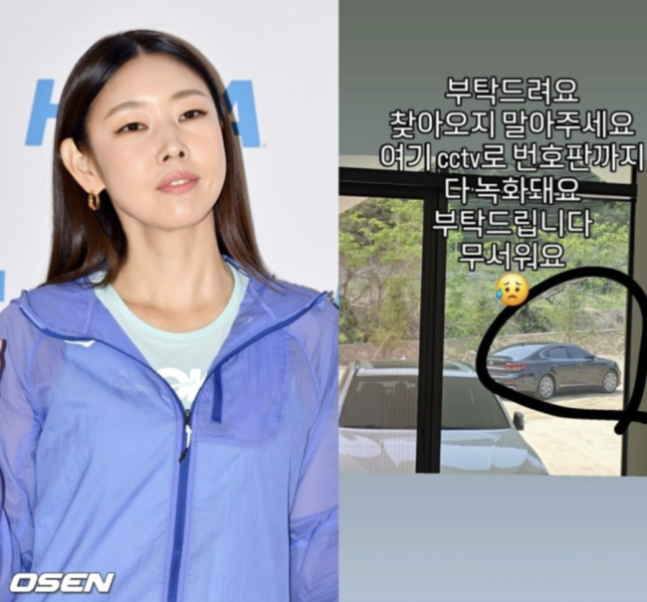 부탁드려요
찾아오지 말아주세요
여기 cctv로 번호판까지
다 녹화돼요
부탁드립니다
무서워요
OSEN